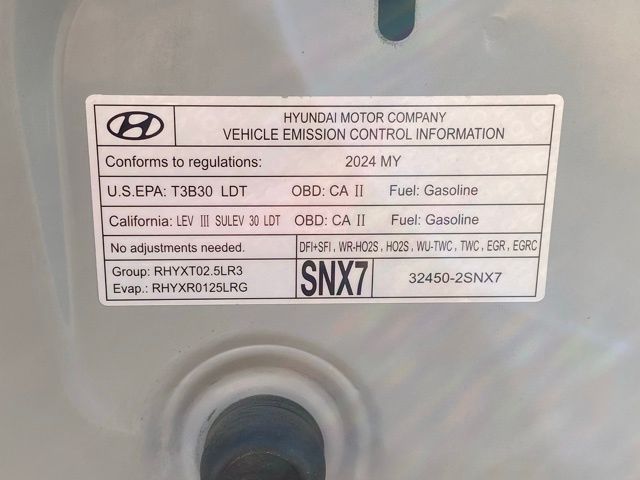 HYUNDAI MOTOR COMPANY
VEHICLE EMISSION CONTROL INFORMATION
Conforms to regulations: 2024 MY
U.S.EPA: T3B30 LDT OBD: CA II Fuel: Gasoline
California: LEV III SULEV 30 LDT OBD: CA II Fuel: Gasoline
No adjustments needed. DFI+SFI, WR-HO2S, HO2S, WU-TWC, TWC, EGR, EGRC
Group: RHYXT02.5LR3
Evap.: RHYXR0125LRG
SNX7 32450-2SNX7